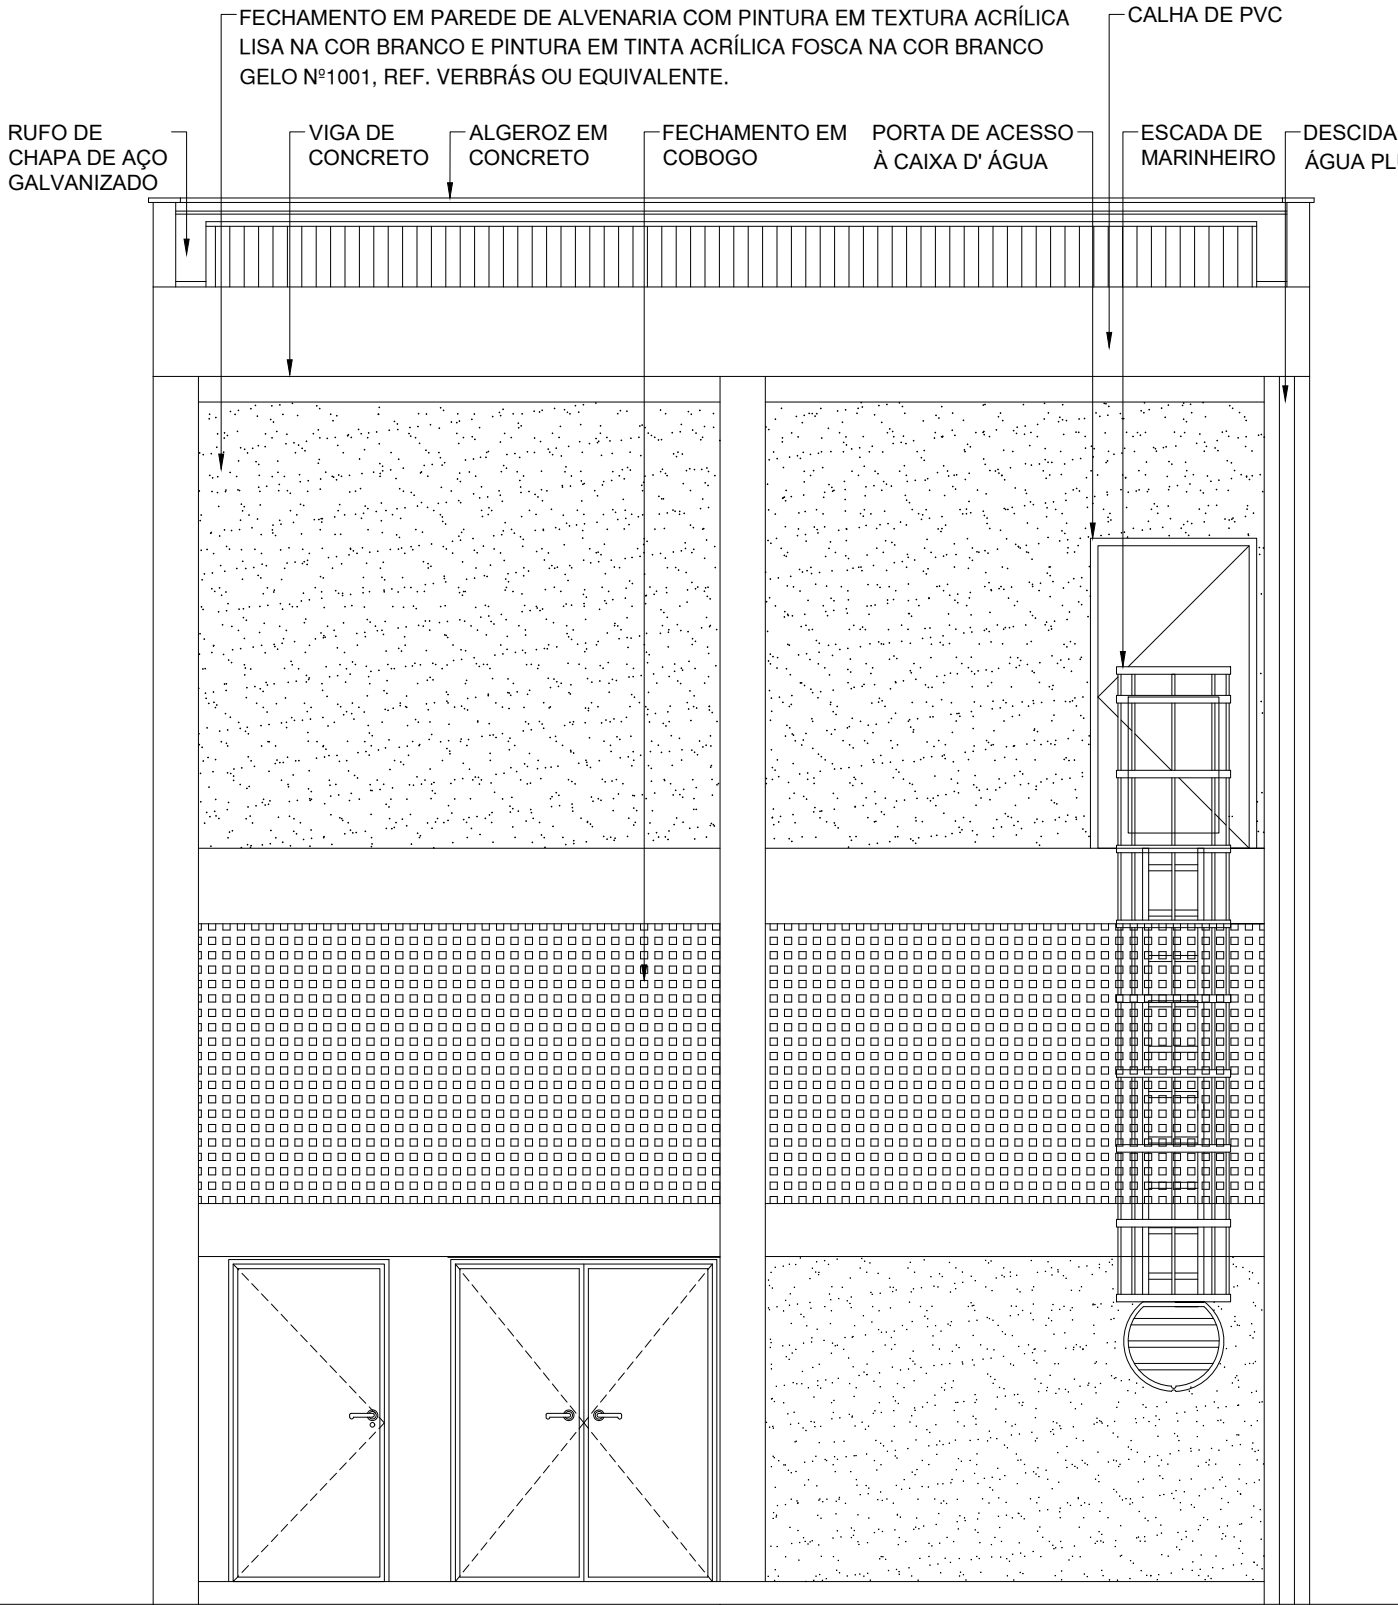 FECHAMENTO EM PAREDE DE ALVENARIA COM PINTURA EM TEXTURA ACRÍLICA
LISA NA COR BRANCO E PINTURA EM TINTA ACRÍLICA FOSCA NA COR BRANCO
GELO Nº1001, REF. VERBRÁS OU EQUIVALENTE.
CALHA DE PVC
RUFO DE
CHAPA DE AÇO
GALVANIZADO
VIGA DE
CONCRETO
ALGEROZ EM
CONCRETO
FECHAMENTO EM
COBOGO
PORTA DE ACESSO
À CAIXA D' ÁGUA
ESCADA DE
MARINHEIRO
DESCIDA
ÁGUA